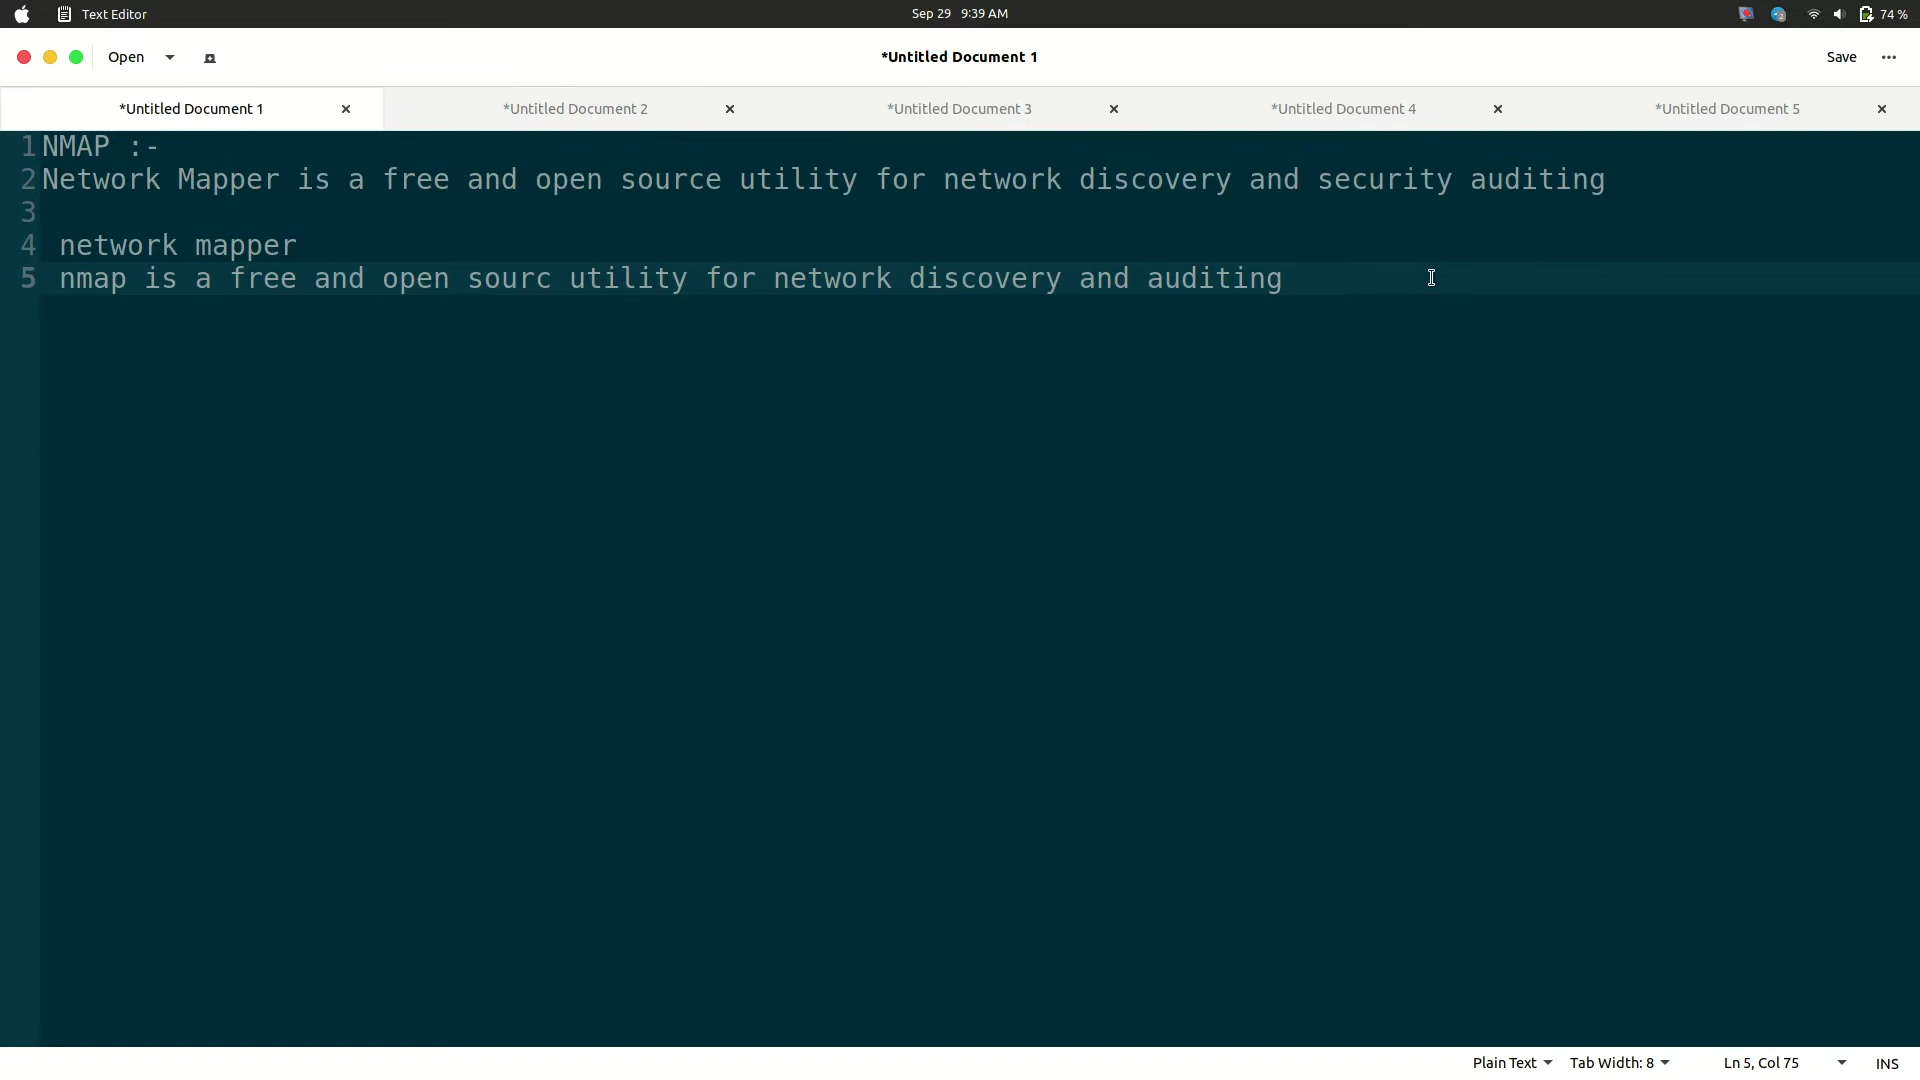 Text Editor Sep 29 9:39 AM 74 %
Open *Untitled Document 1 Save
*Untitled Document 1 *Untitled Document 2 *Untitled Document 3 *Untitled Document 4 *Untitled Document 5
1 NMAP :-
2 Network Mapper is a free and open source utility for network discovery and security auditing
3
4 network mapper
5 nmap is a free and open sourc utility for network discovery and auditing
Plain Text Tab Width: 8 Ln 5, Col 75 INS